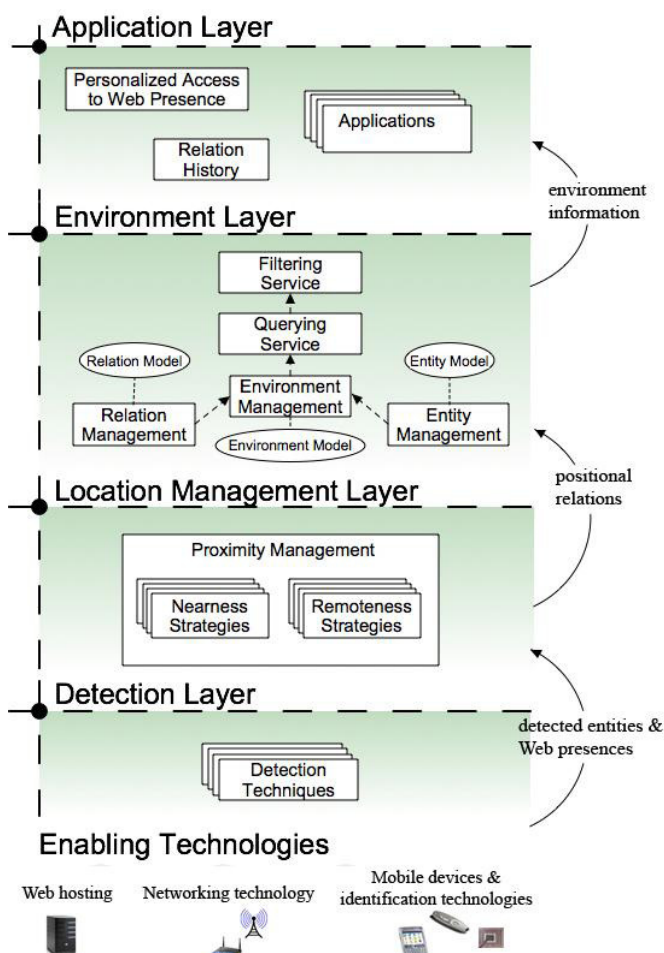 Application Layer
Personalized Access
to Web Presence
Applications
Relation
History
environment
information
Environment Layer
Filtering
Service
Querying
Service
Relation Model
Entity Model
Environment
Management
Relation
Management
Entity
Management
Environment Model
positional
relations
Location Management Layer
Proximity Management
Nearness
Strategies
Remoteness
Strategies
Detection Layer
detected entities &
Web presences
Detection
Techniques
Enabling Technologies
Web hosting
Networking technology
Mobile devices &
identification technologies